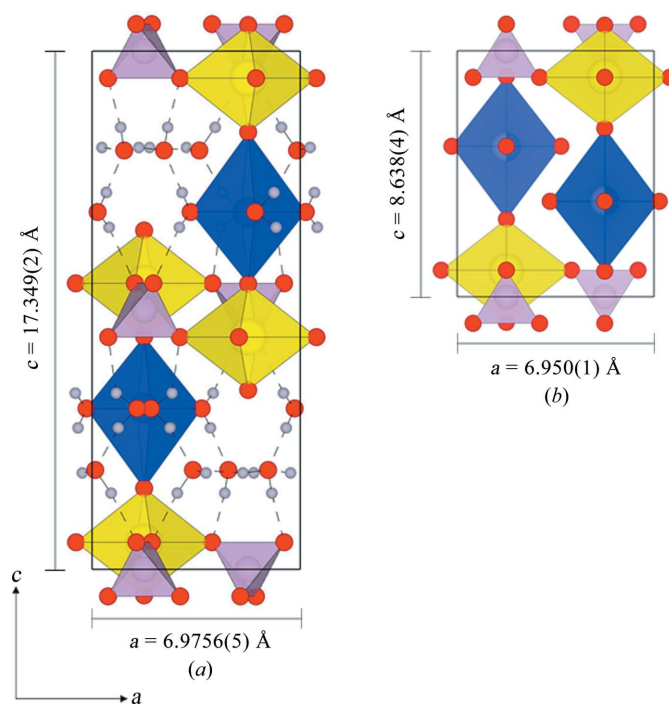 c = 17.349(2) Å
a = 6.9756(5) Å
(a)
c
a
c = 8.638(4) Å
a = 6.950(1) Å
(b)